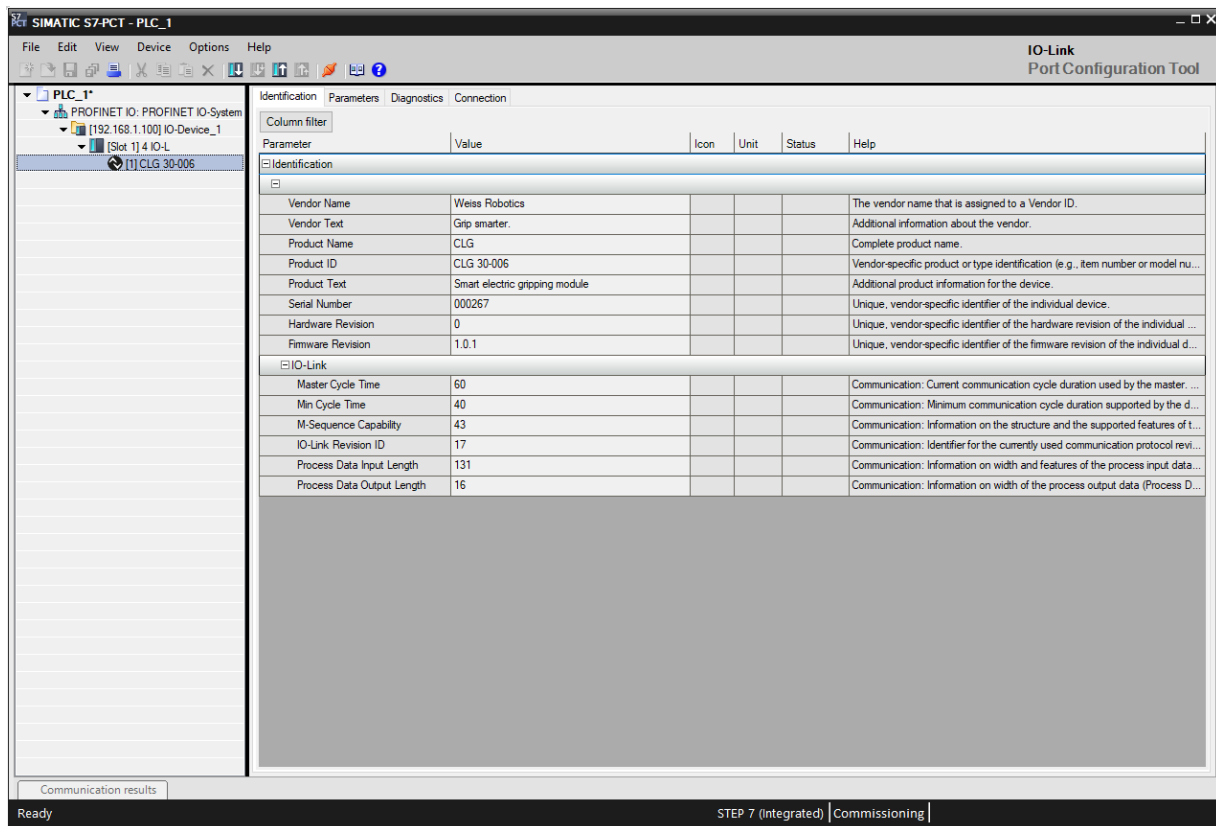 S7-PCT SIMATIC S7-PCT - PLC_1
File Edit View Device Options Help
IO-Link
Port Configuration Tool
PLC_1*
PROFINET IO: PROFINET IO-System
[192.168.1.100] IO-Device_1
[Slot 1] 4 IO-L
[1] CLG 30-006
Identification Parameters Diagnostics Connection
Column filter
Parameter Value Icon Unit Status Help
Identification
Vendor Name Weiss Robotics The vendor name that is assigned to a Vendor ID.
Vendor Text Grip smarter. Additional information about the vendor.
Product Name CLG Complete product name.
Product ID CLG 30-006 Vendor-specific product or type identification (e.g., item number or model nu...
Product Text Smart electric gripping module Additional product information for the device.
Serial Number 000267 Unique, vendor-specific identifier of the individual device.
Hardware Revision 0 Unique, vendor-specific identifier of the hardware revision of the individual ...
Firmware Revision 1.0.1 Unique, vendor-specific identifier of the firmware revision of the individual d...
IO-Link
Master Cycle Time 60 Communication: Current communication cycle duration used by the master. ...
Min Cycle Time 40 Communication: Minimum communication cycle duration supported by the d...
M-Sequence Capability 43 Communication: Information on the structure and the supported features of t...
IO-Link Revision ID 17 Communication: Identifier for the currently used communication protocol revi...
Process Data Input Length 131 Communication: Information on width and features of the process input data...
Process Data Output Length 16 Communication: Information on width of the process output data (Process D...
Communication results
Ready STEP 7 (Integrated) Commissioning